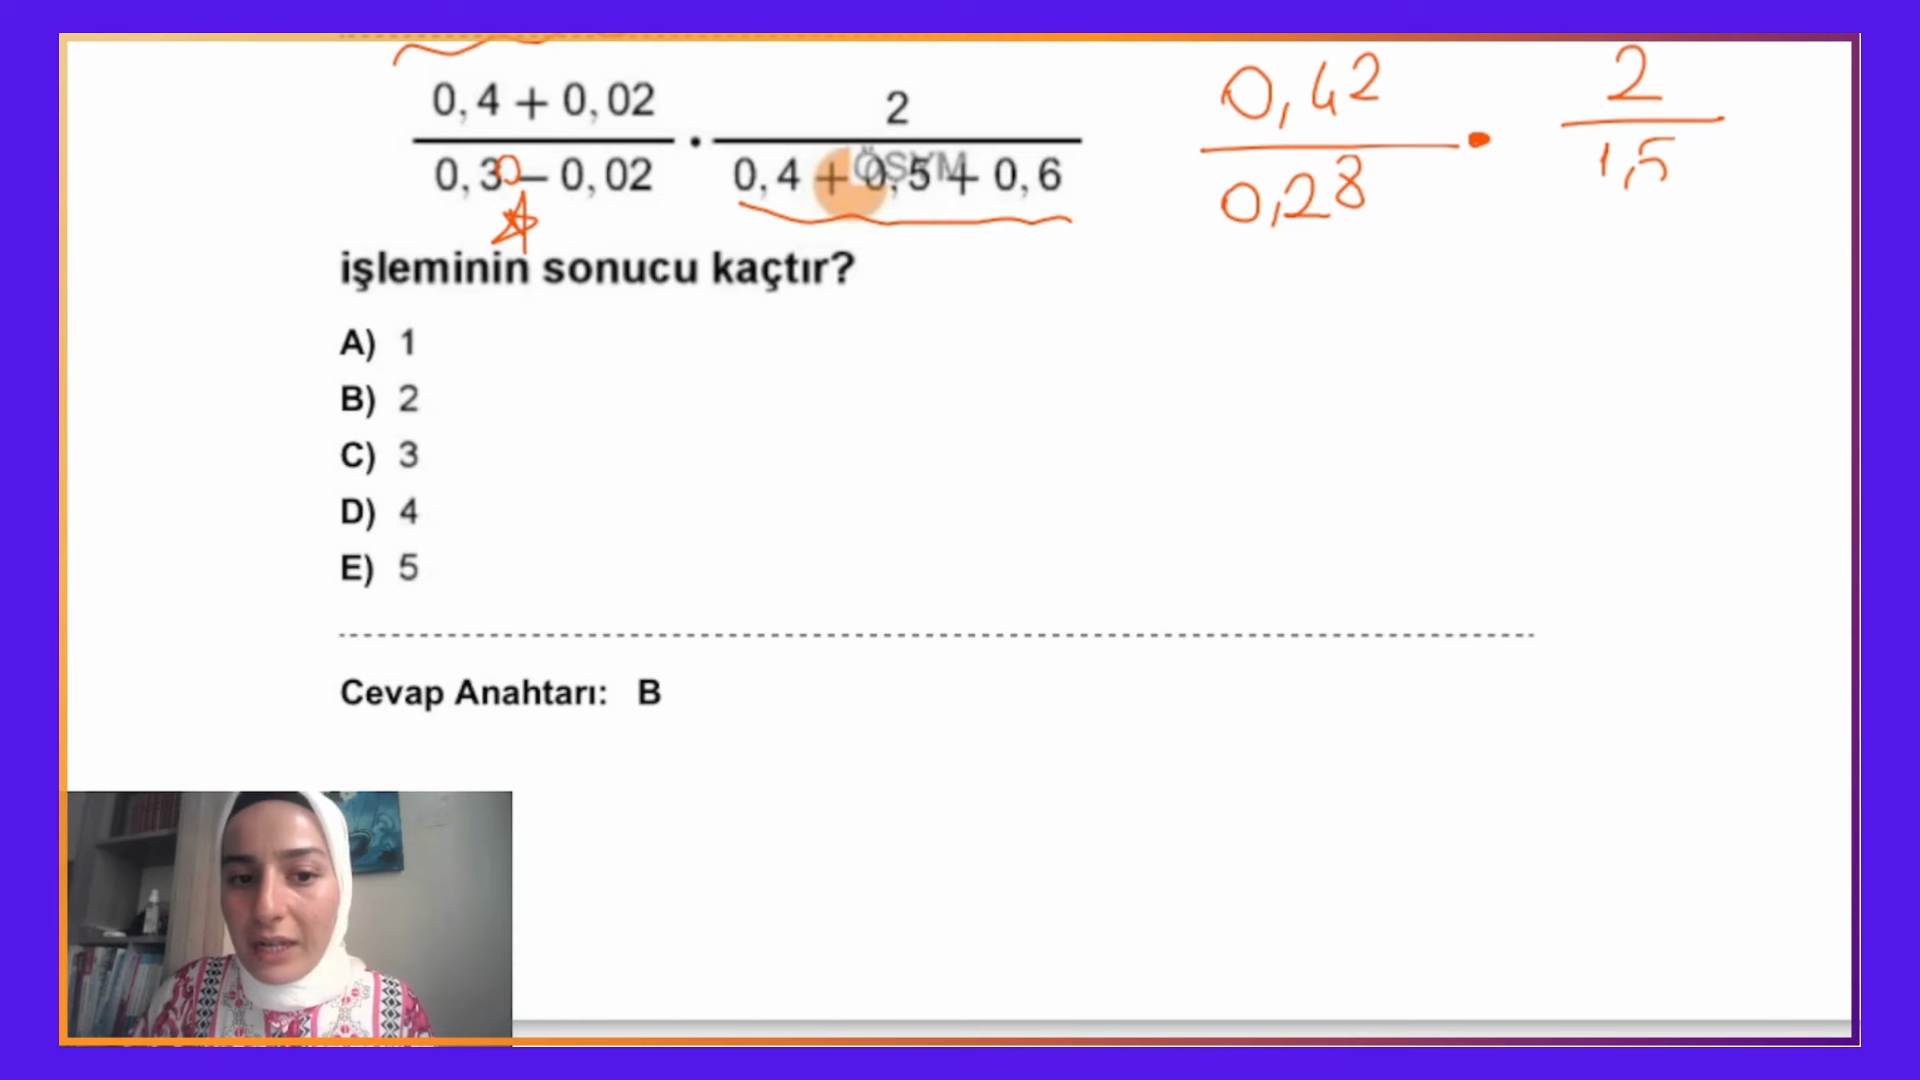 0,4 + 0,02 / 0,30 − 0,02 · 2 / 0,4 + 0,5 + 0,6
ÖSYM
0,42 / 0,28 · 2 / 1,5
işleminin sonucu kaçtır?
A) 1
B) 2
C) 3
D) 4
E) 5
Cevap Anahtarı: B